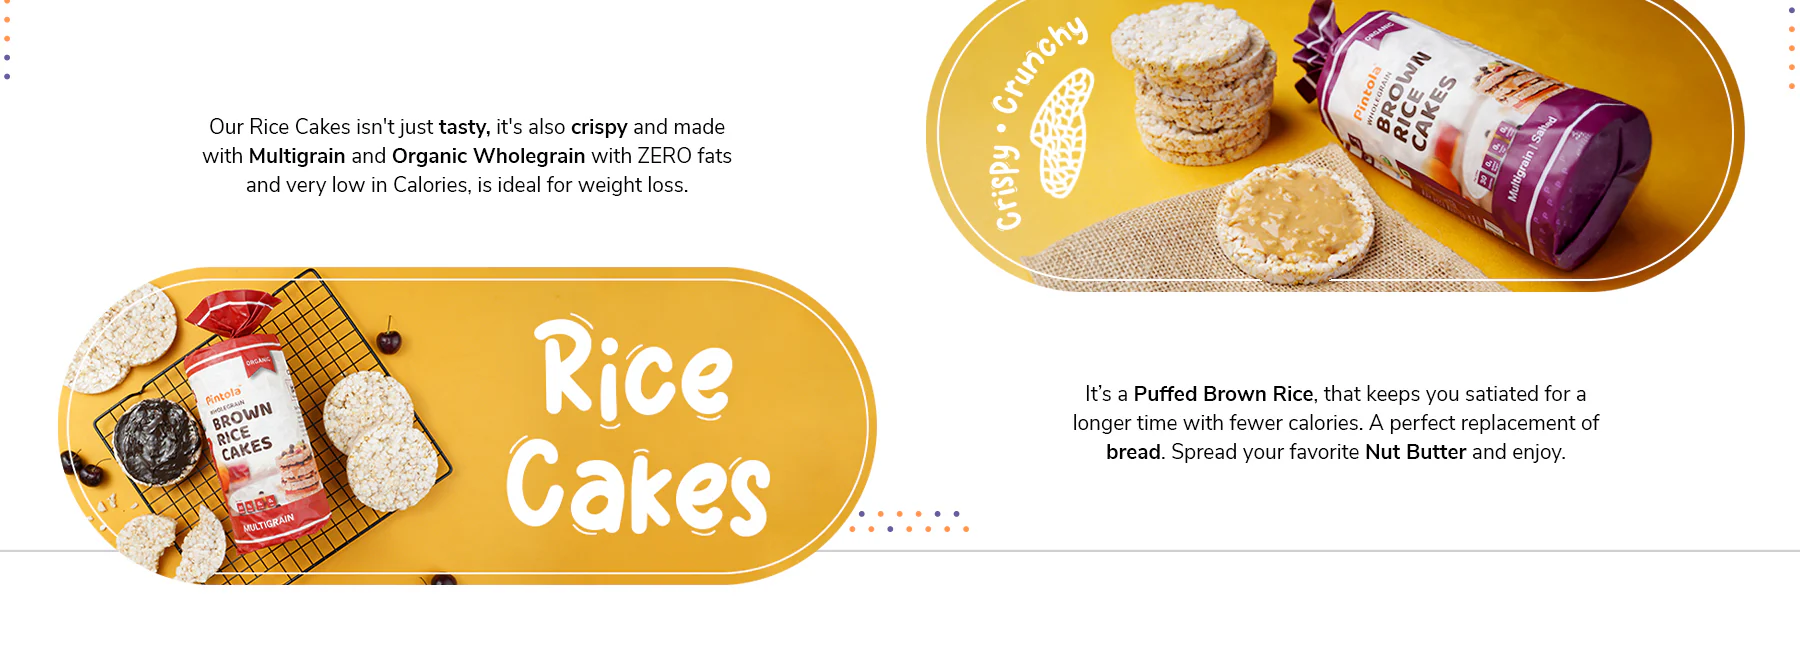 Our Rice Cakes isn't just tasty, it's also crispy and made
with Multigrain and Organic Wholegrain with ZERO fats
and very low in Calories, is ideal for weight loss.
Crispy • Crunchy
ORGANIC
Pintola
WHOLEGRAIN
BROWN
RICE
CAKES
Multigrain | Salted
ORGANIC
Pintola
WHOLEGRAIN
BROWN
RICE
CAKES
MULTIGRAIN
Rice
Cakes
It’s a Puffed Brown Rice, that keeps you satiated for a
longer time with fewer calories. A perfect replacement of
bread. Spread your favorite Nut Butter and enjoy.